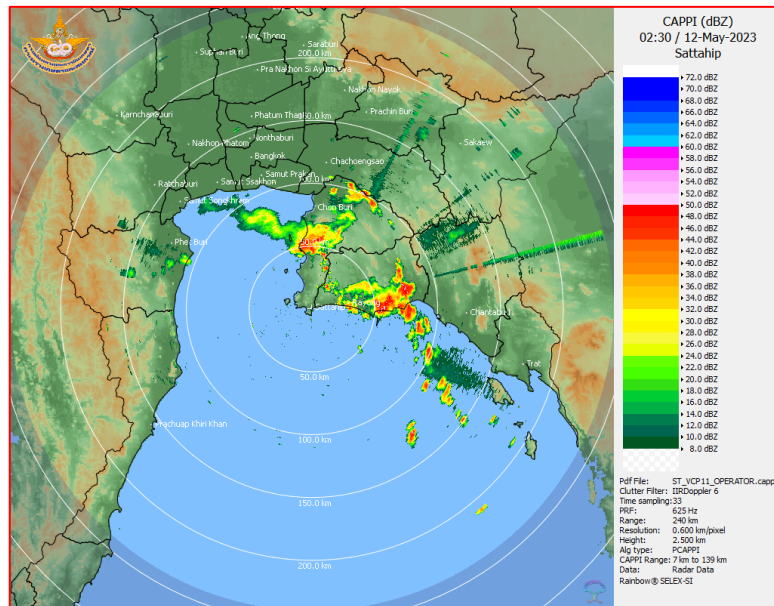 CAPPI (dBZ)
02:30 / 12-May-2023
Sattahip
72.0 dBZ
70.0 dBZ
68.0 dBZ
66.0 dBZ
64.0 dBZ
62.0 dBZ
60.0 dBZ
58.0 dBZ
56.0 dBZ
54.0 dBZ
52.0 dBZ
50.0 dBZ
48.0 dBZ
46.0 dBZ
44.0 dBZ
42.0 dBZ
40.0 dBZ
38.0 dBZ
36.0 dBZ
34.0 dBZ
32.0 dBZ
30.0 dBZ
28.0 dBZ
26.0 dBZ
24.0 dBZ
22.0 dBZ
20.0 dBZ
18.0 dBZ
16.0 dBZ
14.0 dBZ
12.0 dBZ
10.0 dBZ
8.0 dBZ
Pdf File: ST_VCP11_OPERATOR.capp
Clutter Filter: IIRDoppler 6
Time sampling:33
PRF: 625 Hz
Range: 240 km
Resolution: 0.600 km/pixel
Height: 2.500 km
Alg type: PCAPPI
CAPPI Range: 7 km to 139 km
Data: Radar Data
Rainbow® SELEX-SI
Ang Thong
Saraburi
Suphan Buri
200.0 km
Pra Nakhon Si Ayutthaya
Nakhon Nayok
Karnchanaburi
Phatum Thani
Prachin Buri
Nonthaburi
Nakhon Phatom
Sakaew
Bangkok
Chachoengsao
Samut Prakan
Ratchaburi
Samut Ssakhon
Samut Songkhram
Chon Buri
Phet Buri
Chantaburi
Trat
50.0 km
Prachuap Khiri Khan
100.0 km
150.0 km
200.0 km